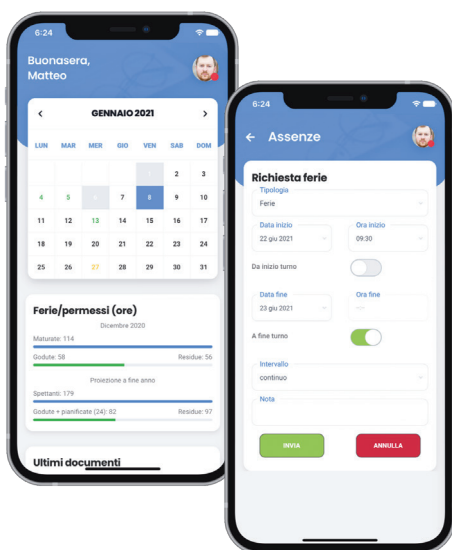 6:24
Buonasera,
Matteo
GENNAIO 2021
LUN MAR MER GIO VEN SAB DOM
1 2 3
4 5 6 7 8 9 10
11 12 13 14 15 16 17
18 19 20 21 22 23 24
25 26 27 28 29 30 31
Ferie/permessi (ore)
Dicembre 2020
Maturate: 114
Godute: 58 Residue: 56
Proiezione a fine anno
Spettanti: 179
Godute + pianificate (24): 82 Residue: 97
Ultimi documenti
6:24
Assenze
Richiesta ferie
Tipologia
Ferie
Data inizio Ora inizio
22 giu 2021 09:30
Da inizio turno
Data fine Ora fine
23 giu 2021 --:--
A fine turno
Intervallo
continuo
Nota
INVIA ANNULLA